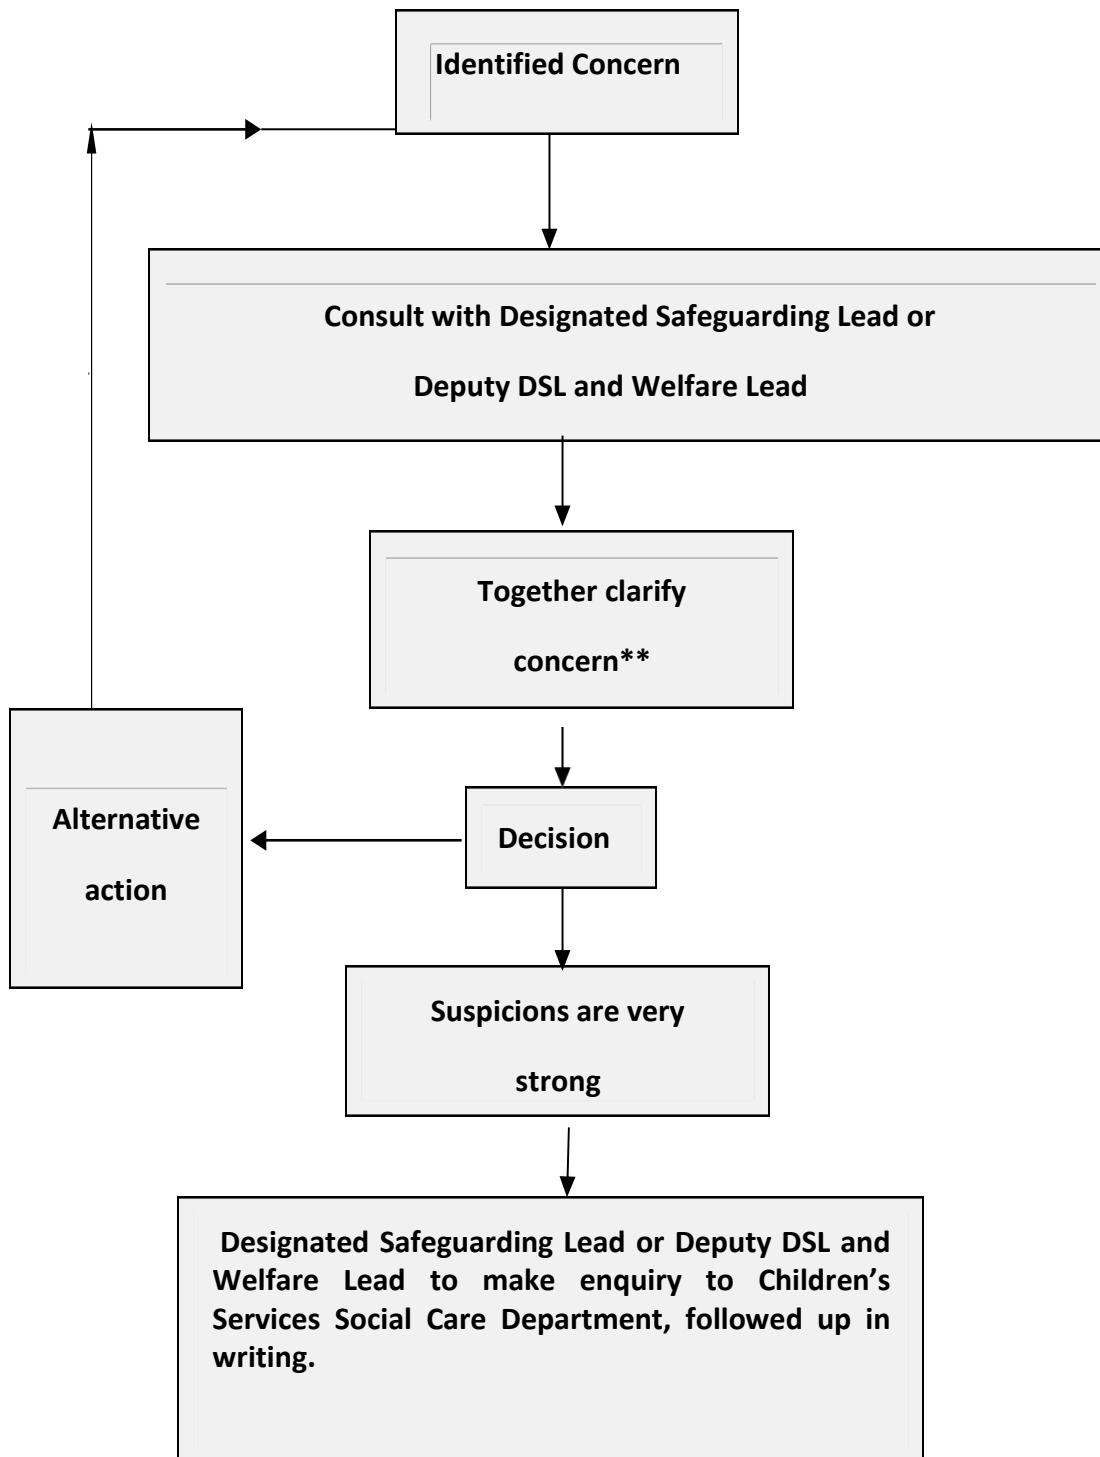 Identified Concern
Consult with Designated Safeguarding Lead or
Deputy DSL and Welfare Lead
Together clarify
concern**
Alternative
action
Decision
Suspicions are very
strong
Designated Safeguarding Lead or Deputy DSL and
Welfare Lead to make enquiry to Children’s
Services Social Care Department, followed up in
writing.